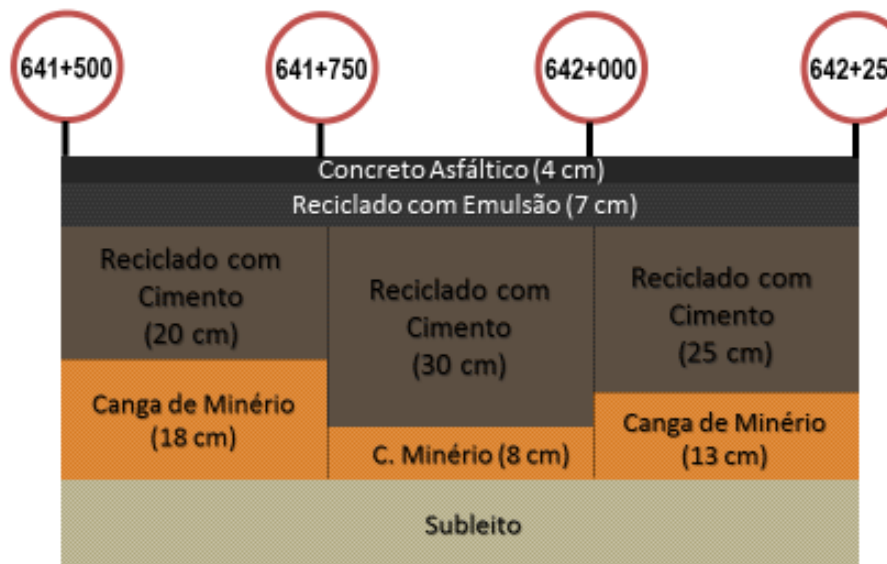 641+500
641+750
642+000
642+25
Concreto Asfáltico (4 cm)
Reciclado com Emulsão (7 cm)
Reciclado com
Cimento
(20 cm)
Reciclado com
Cimento
(30 cm)
Reciclado com
Cimento
(25 cm)
Canga de Minério
(18 cm)
C. Minério (8 cm)
Canga de Minério
(13 cm)
Subleito